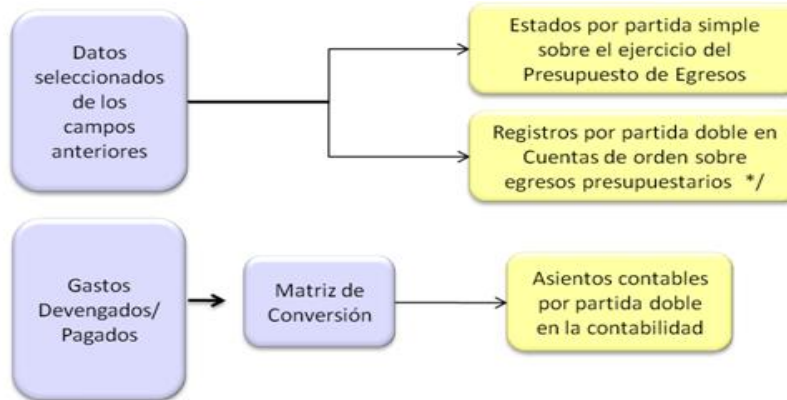 Datos
seleccionados
de los
campos
anteriores
Estados por partida simple
sobre el ejercicio del
Presupuesto de Egresos
Registros por partida doble en
Cuentas de orden sobre
egresos presupuestarios */
Gastos
Devengados/
Pagados
Matriz de
Conversión
Asientos contables
por partida doble
en la contabilidad